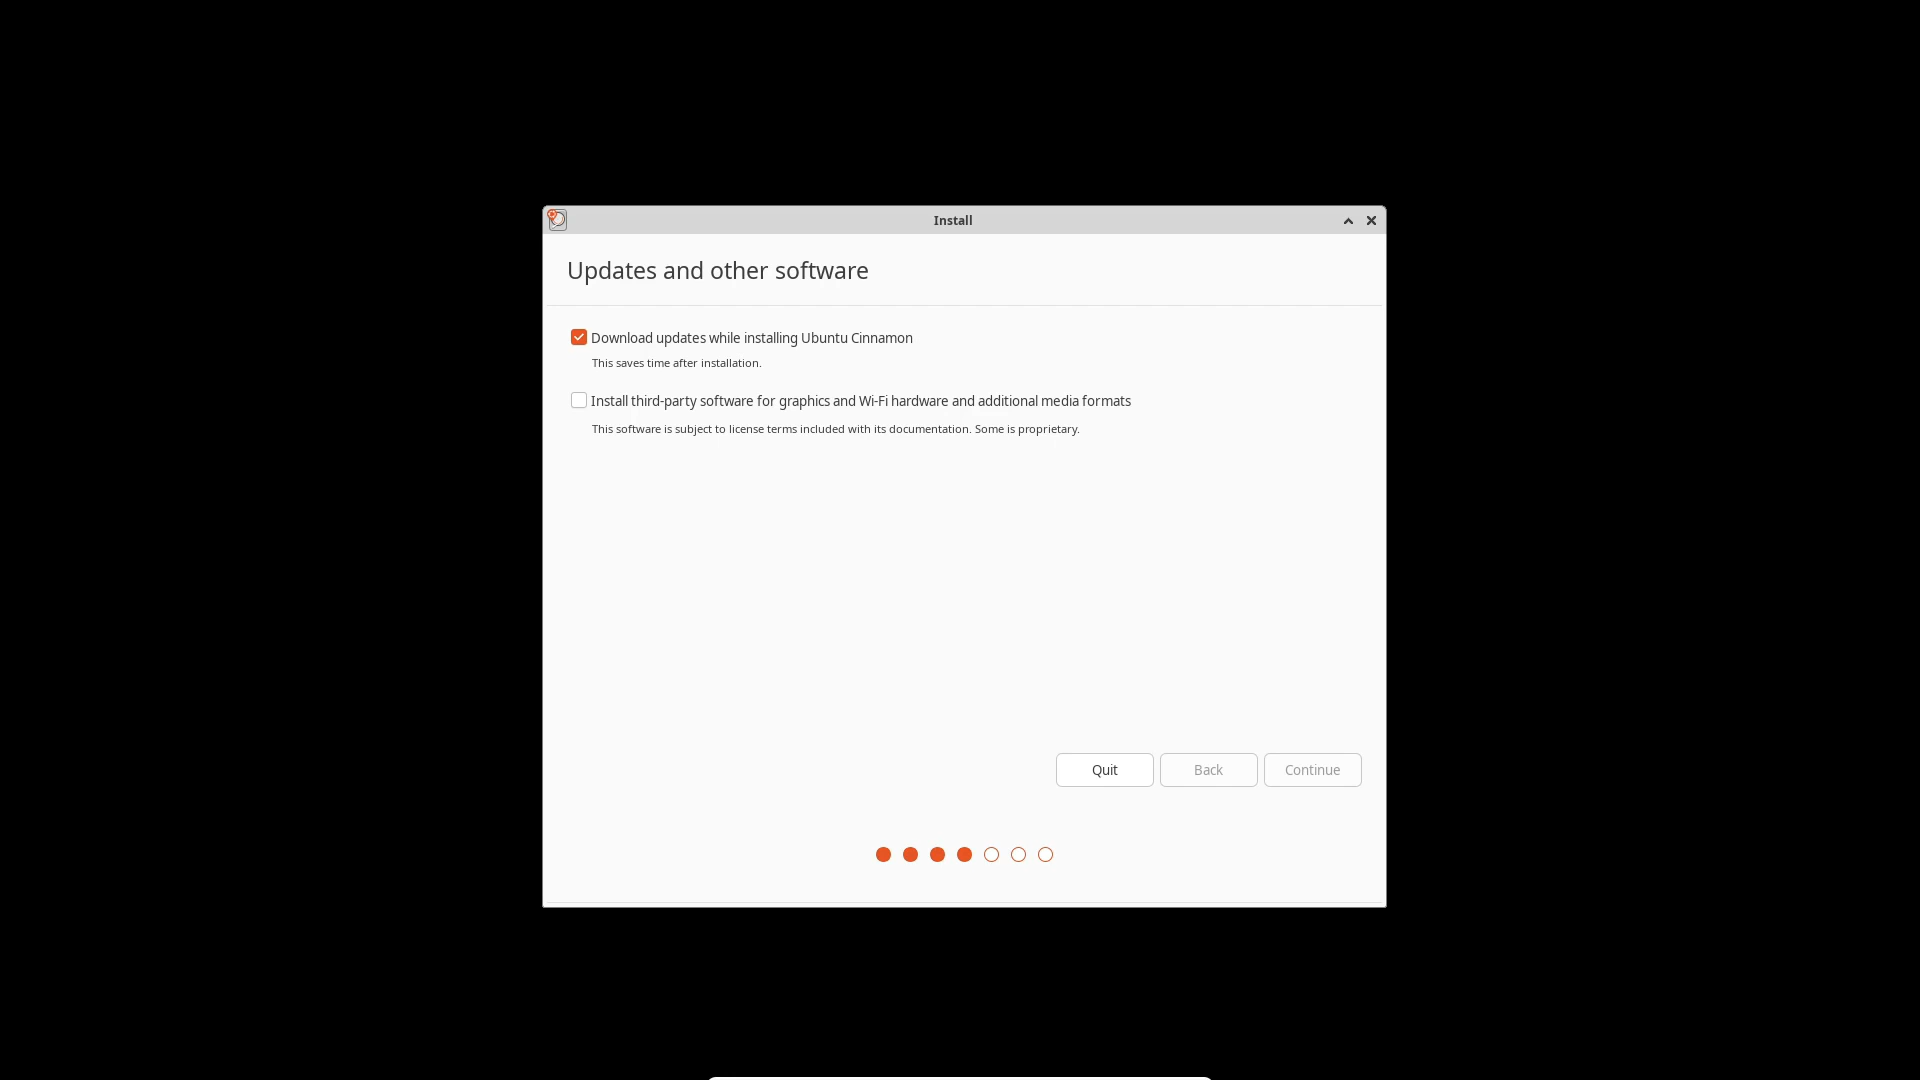 Install
Updates and other software
Download updates while installing Ubuntu Cinnamon
This saves time after installation.
Install third-party software for graphics and Wi-Fi hardware and additional media formats
This software is subject to license terms included with its documentation. Some is proprietary.
Quit
Back
Continue